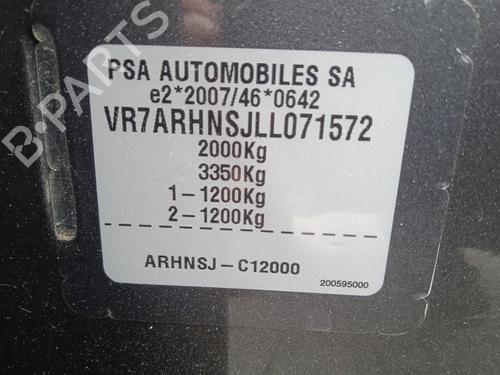 PSA AUTOMOBILES SA
e2*2007/46*0642
VR7ARHNSJLL071572
2000Kg
3350Kg
1-1200Kg
2-1200Kg
ARHNSJ-C12000
200595000
B-PARTS